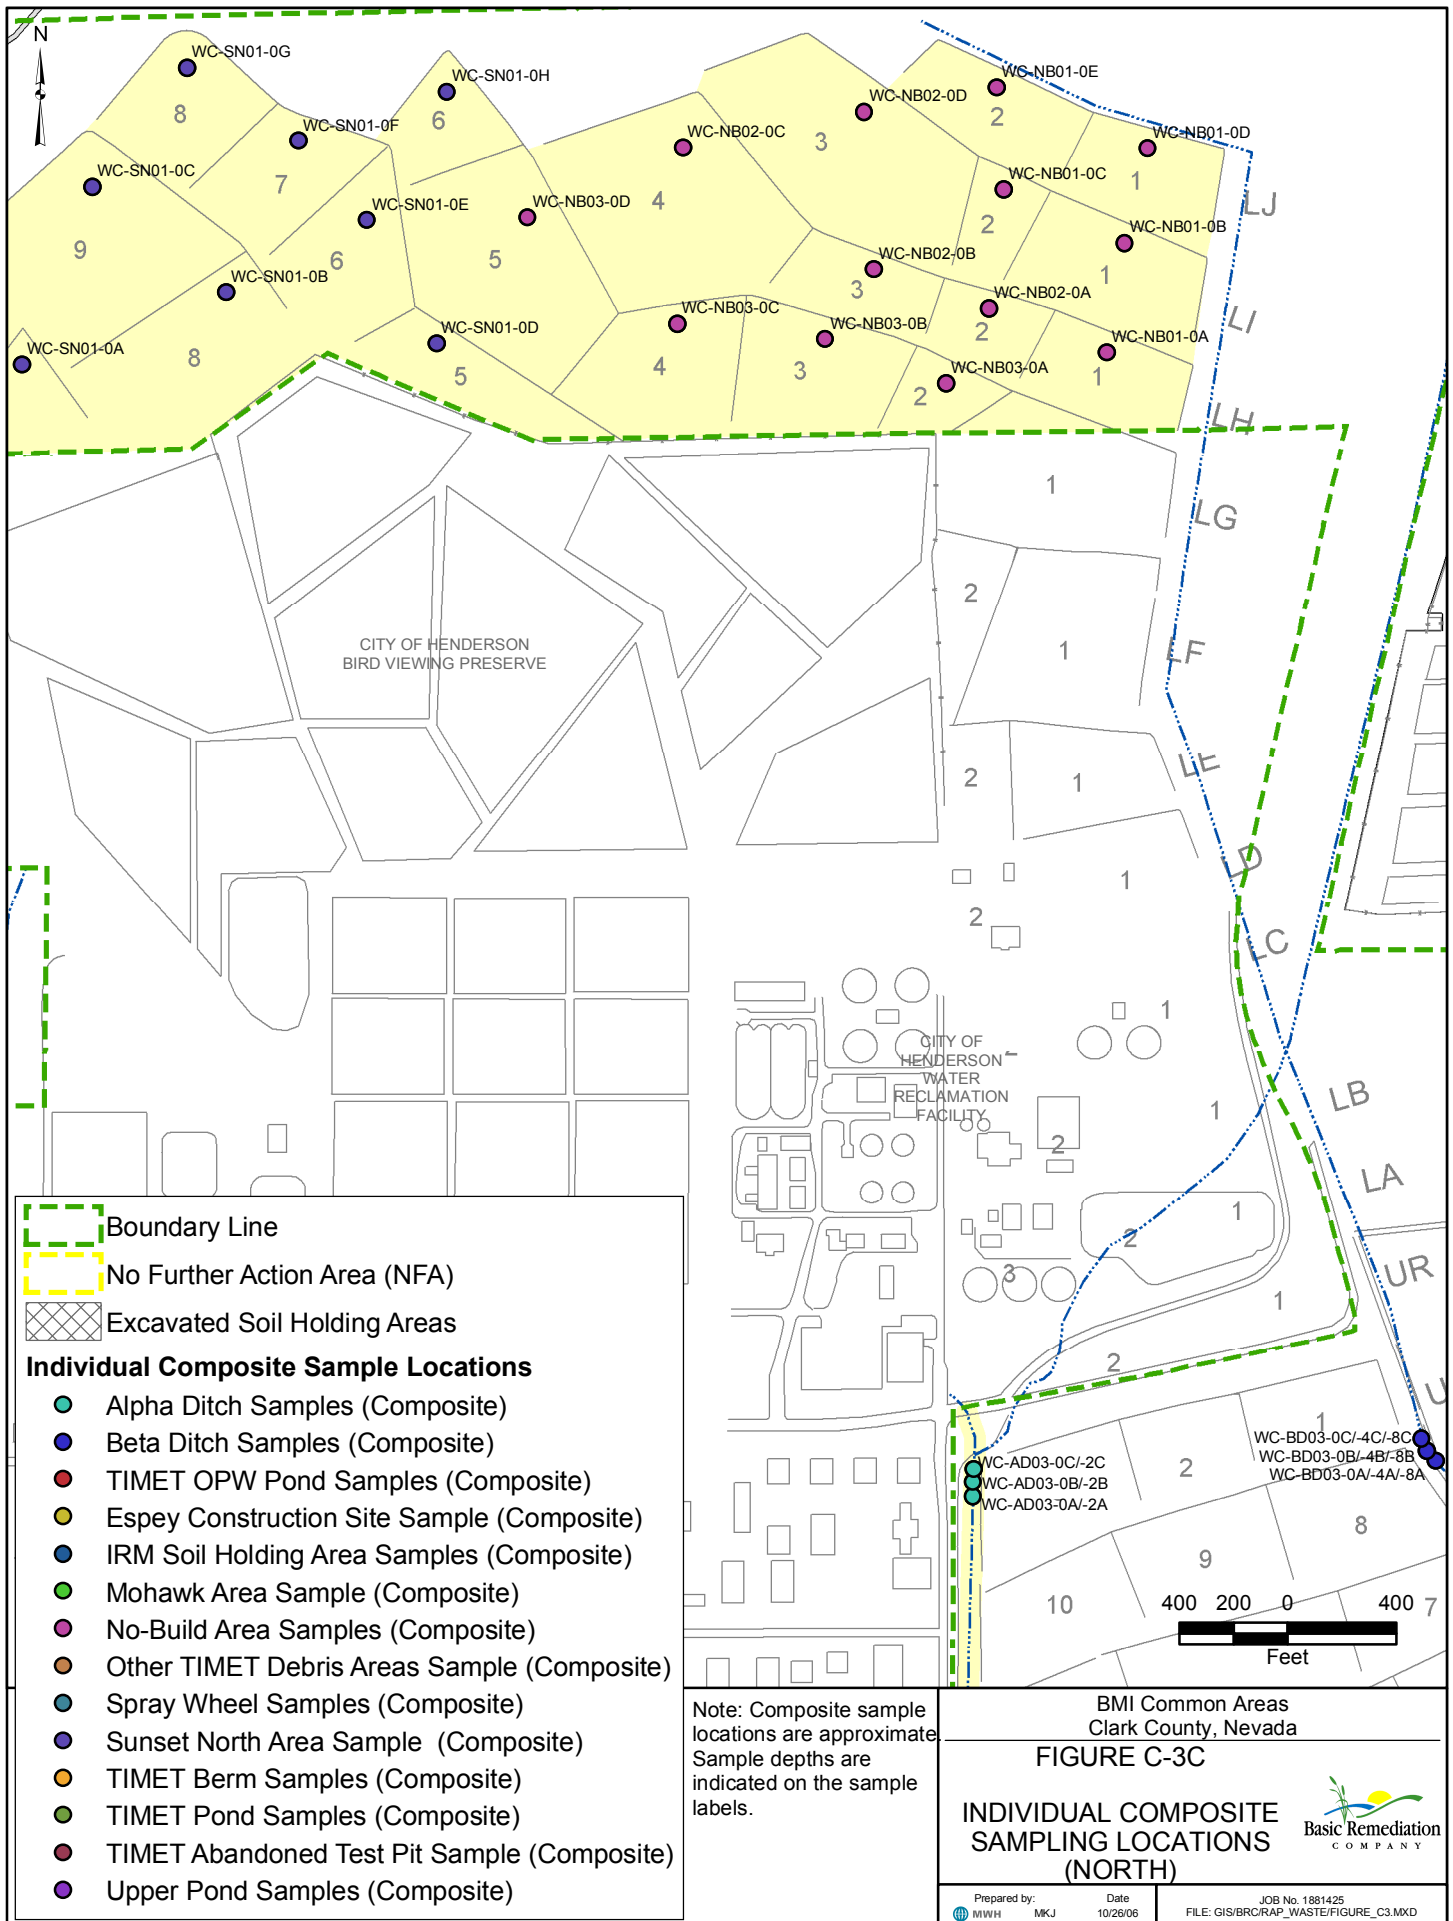 N
WC-SN01-0G
WC-SN01-0H
WC-NB01-0E
WC-NB02-0D
8
6
2
WC-SN01-0F
WC-NB02-0C
3
WC-NB01-0D
WC-SN01-0C
7
WC-NB01-0C
1
WC-SN01-0E
WC-NB03-0D
4
LJ
2
9
6
5
WC-NB01-0B
WC-NB02-0B
1
WC-SN01-0B
3
WC-NB02-0A
WC-NB03-0C
WC-NB03-0B
2
LI
WC-SN01-0D
WC-NB01-0A
WC-SN01-0A
8
5
4
3
WC-NB03-0A
1
2
LH
1
LG
2
CITY OF HENDERSON
BIRD VIEWING PRESERVE
1
LF
2
1
LE
1
LD
2
LC
1
CITY OF
HENDERSON
WATER
RECLAMATION
FACILITY
1
LB
2
LA
1
2
UR
3
1
2
U
1
WC-BD03-0C/-4C/-8C
WC-BD03-0B/-4B/-8B
WC-BD03-0A/-4A/-8A
2
WC-AD03-0C/-2C
WC-AD03-0B/-2B
WC-AD03-0A/-2A
8
9
10
7
400 200 0 400
Feet
Boundary Line
No Further Action Area (NFA)
Excavated Soil Holding Areas
Individual Composite Sample Locations
Alpha Ditch Samples (Composite)
Beta Ditch Samples (Composite)
TIMET OPW Pond Samples (Composite)
Espey Construction Site Sample (Composite)
IRM Soil Holding Area Samples (Composite)
Mohawk Area Sample (Composite)
No-Build Area Samples (Composite)
Other TIMET Debris Areas Sample (Composite)
Spray Wheel Samples (Composite)
Sunset North Area Sample (Composite)
TIMET Berm Samples (Composite)
TIMET Pond Samples (Composite)
TIMET Abandoned Test Pit Sample (Composite)
Upper Pond Samples (Composite)
Note: Composite sample
locations are approximate.
Sample depths are
indicated on the sample
labels.
BMI Common Areas
Clark County, Nevada
FIGURE C-3C
INDIVIDUAL COMPOSITE
SAMPLING LOCATIONS
(NORTH)
Basic Remediation
COMPANY
Prepared by:
MWH MKJ
Date
10/26/06
JOB No. 1881425
FILE: GIS/BRC/RAP_WASTE/FIGURE_C3.MXD